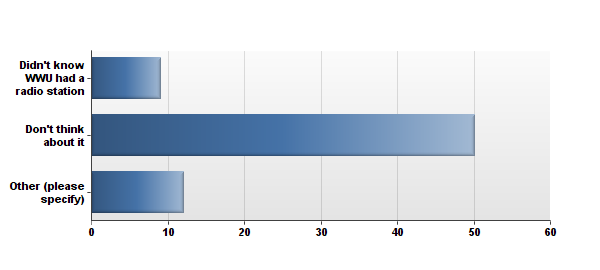 Didn't know
WWU had a
radio station
Don't think
about it
Other (please
specify)
0 10 20 30 40 50 60